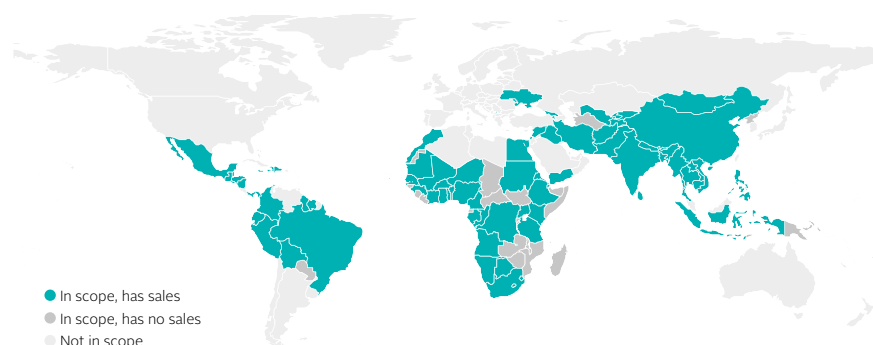 In scope, has sales
In scope, has no sales
Not in scope